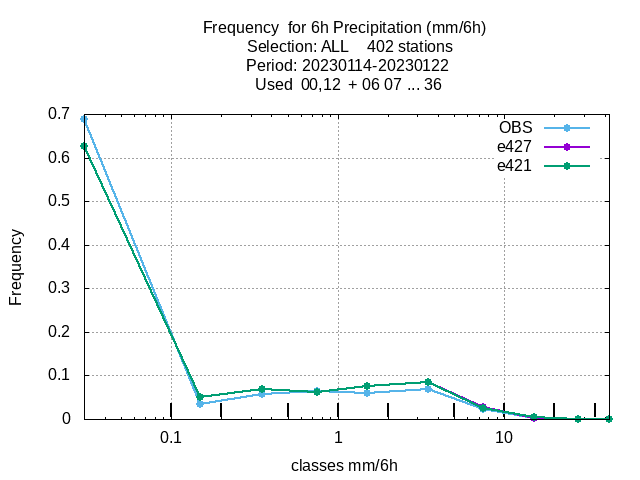 Frequency  for 6h Precipitation (mm/6h)
Selection: ALL    402 stations
Period: 20230114-20230122
Used  00,12  + 06 07 ... 36
OBS
e427
e421
0.7
0.6
0.5
0.4
0.3
0.2
0.1
0
Frequency
0.1 1 10
classes mm/6h